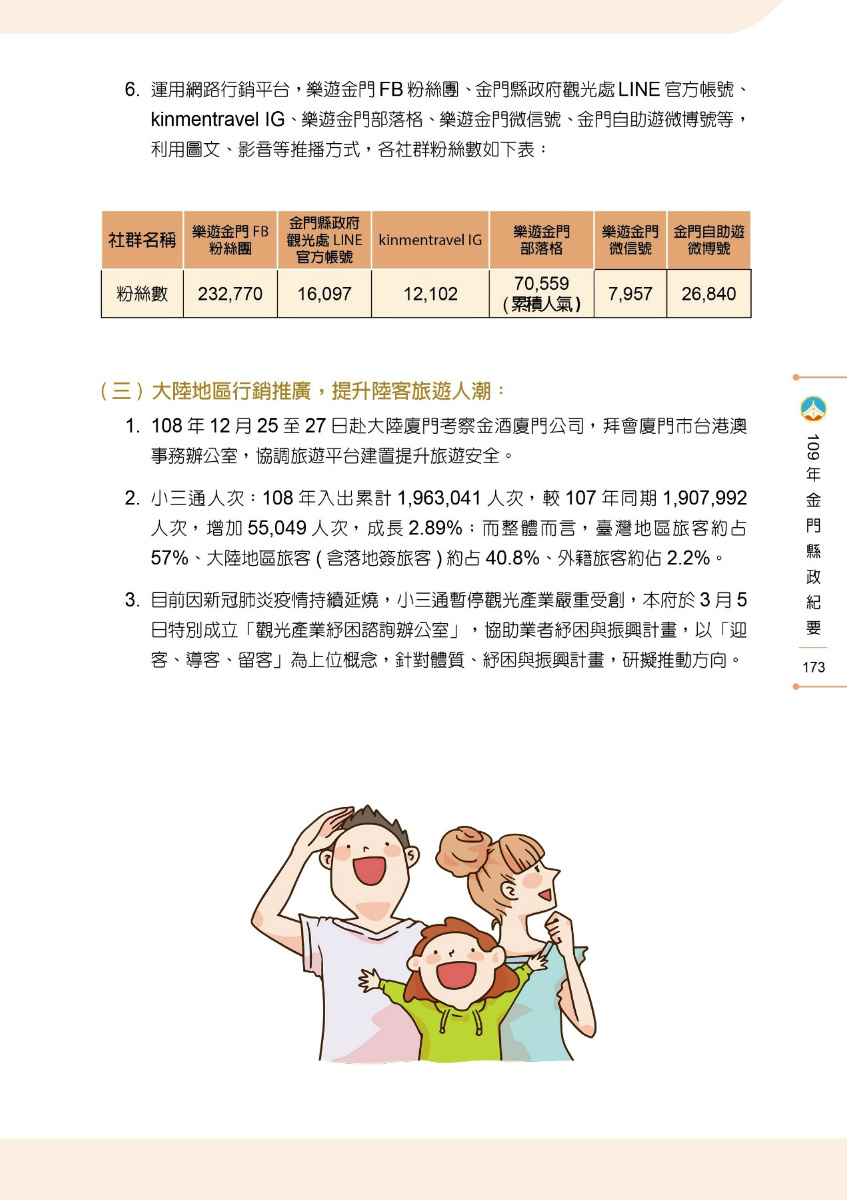 6. 運用網路行銷平台，樂遊金門 FB 粉絲團、金門縣政府觀光處 LINE 官方帳號、
kinmentravel IG、樂遊金門部落格、樂遊金門微信號、金門自助遊微博號等，
利用圖文、影音等推播方式，各社群粉絲數如下表：
社群名稱 樂遊金門 FB 粉絲團 金門縣政府觀光處 LINE 官方帳號 kinmentravel IG 樂遊金門部落格 樂遊金門微信號 金門自助遊微博號
粉絲數 232,770 16,097 12,102 70,559 (累積人氣) 7,957 26,840
(三) 大陸地區行銷推廣，提升陸客旅遊人潮：
1. 108 年 12 月 25 至 27 日赴大陸廈門考察金酒廈門公司，拜會廈門市台港澳
事務辦公室，協調旅遊平台建置提升旅遊安全。
2. 小三通人次：108 年入出累計 1,963,041 人次，較 107 年同期 1,907,992
人次，增加 55,049 人次，成長 2.89%；而整體而言，臺灣地區旅客約占
57%、大陸地區旅客 ( 含落地簽旅客 ) 約占 40.8%、外籍旅客約佔 2.2%。
3. 目前因新冠肺炎疫情持續延燒，小三通暫停觀光產業嚴重受創，本府於 3 月 5
日特別成立「觀光產業紓困諮詢辦公室」，協助業者紓困與振興計畫，以「迎
客、導客、留客」為上位概念，針對體質、紓困與振興計畫，研擬推動方向。
109年金門縣政紀要
173